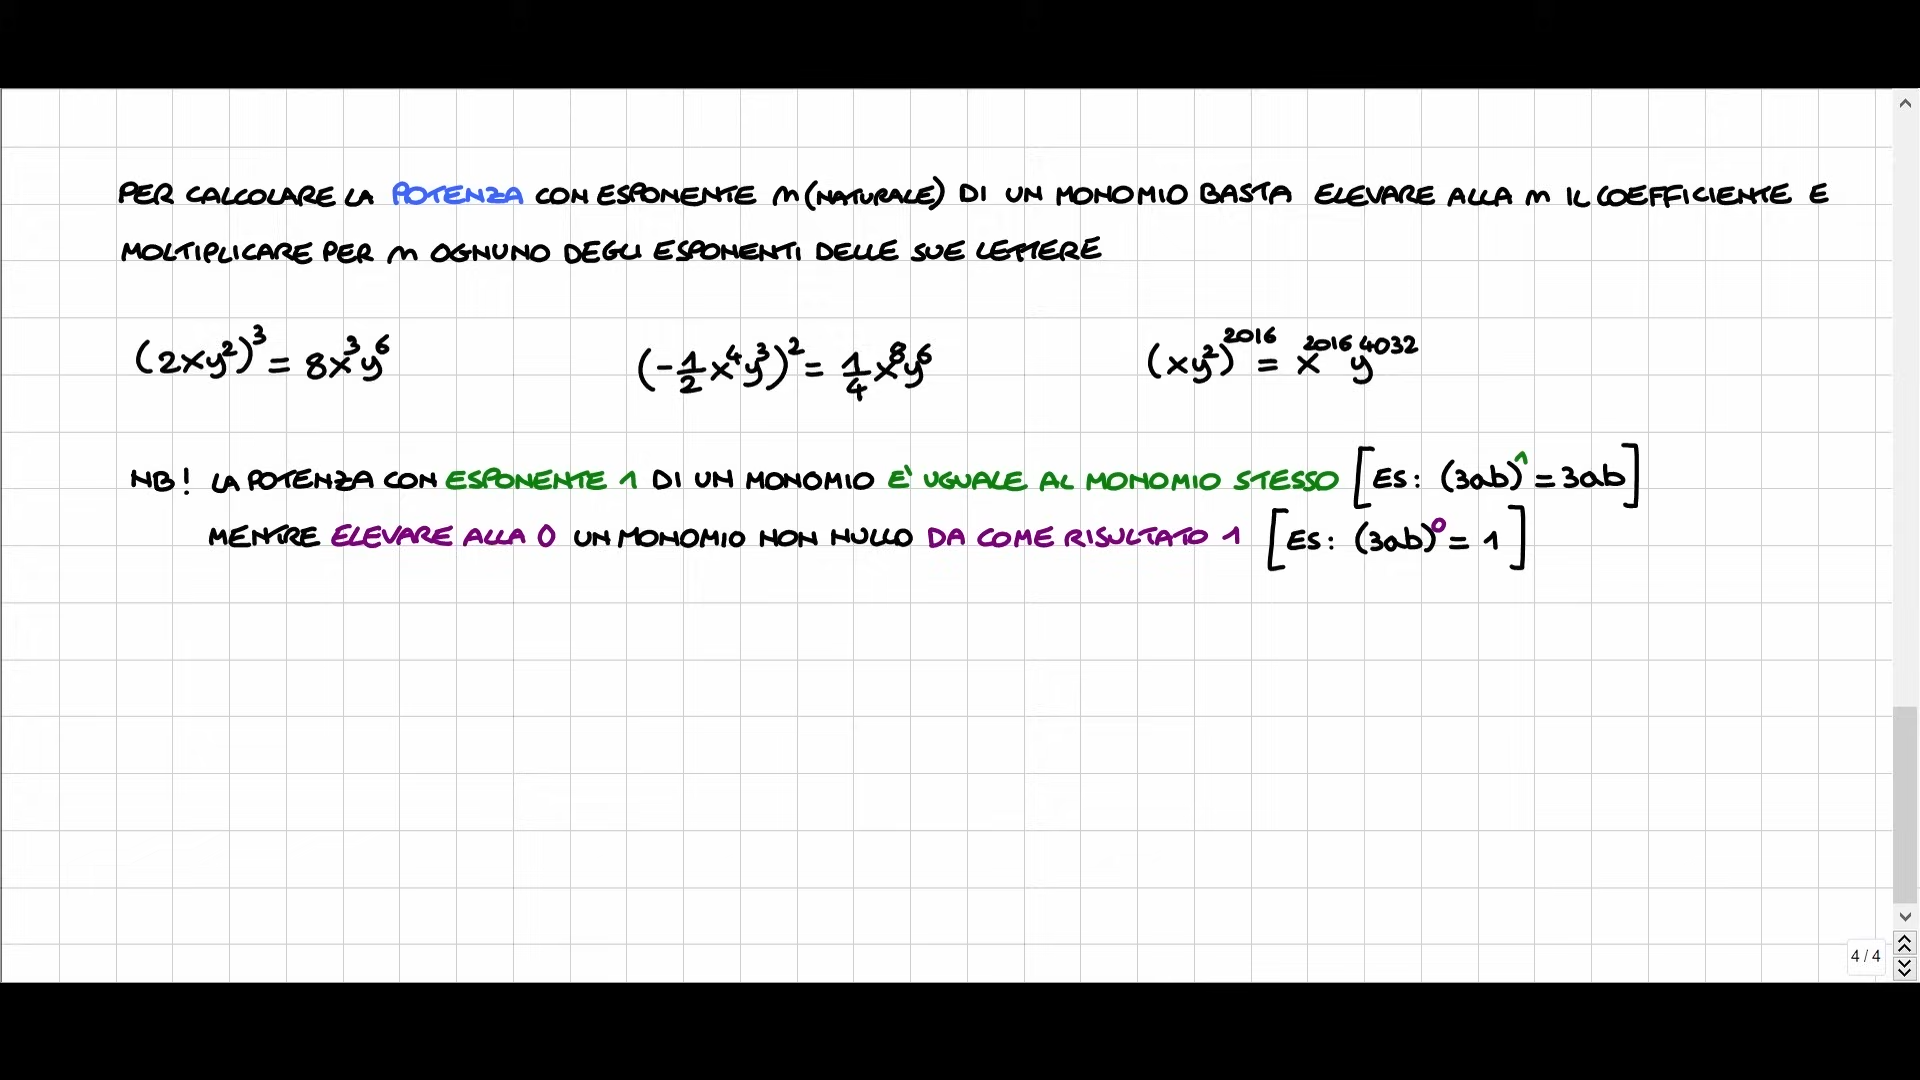 PER CALCOLARE LA POTENZA CON ESPONENTE m (NATURALE) DI UN MONOMIO BASTA ELEVARE ALLA m IL COEFFICIENTE E
MOLTIPLICARE PER m OGNUNO DEGLI ESPONENTI DELLE SUE LETTERE
(2xy²)³ = 8x³y⁶ (-1/2 x⁴y³)² = 1/4 x⁸y⁶ (xy²)²⁰¹⁶ = x²⁰¹⁶y⁴⁰³²
NB! LA POTENZA CON ESPONENTE 1 DI UN MONOMIO E' UGUALE AL MONOMIO STESSO [ES: (3ab)¹ = 3ab]
MENTRE ELEVARE ALLA 0 UN MONOMIO NON NULLO DA COME RISULTATO 1 [ES: (3ab)⁰ = 1]
4 / 4